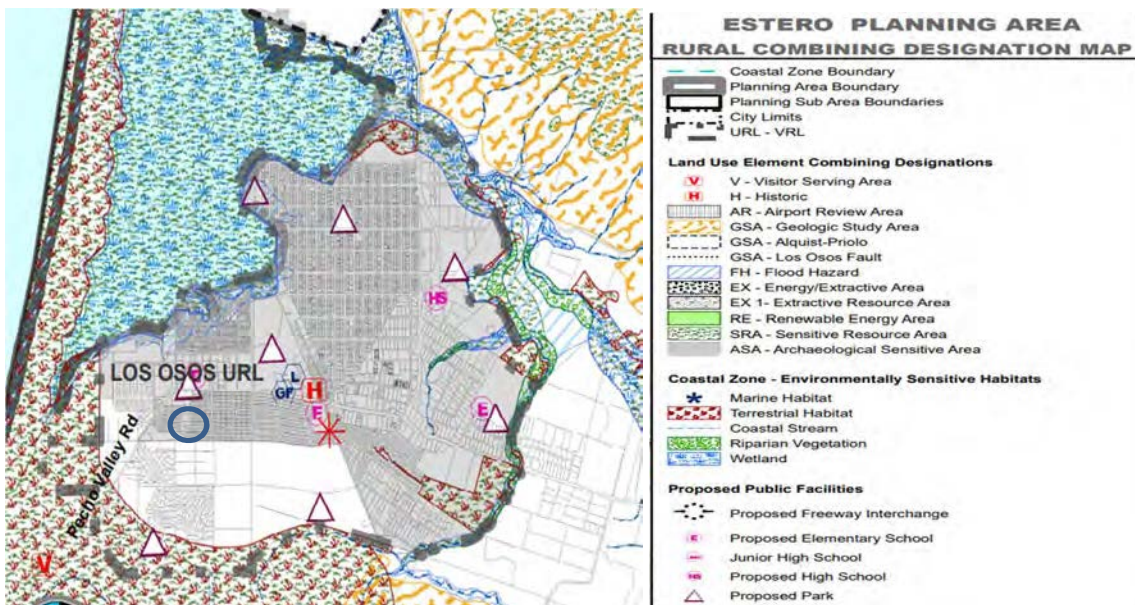 LOS OSOS URL
L
GF
H
F
HS
E
Pecho Valley Rd
V
ESTERO PLANNING AREA
RURAL COMBINING DESIGNATION MAP
Coastal Zone Boundary
Planning Area Boundary
Planning Sub Area Boundaries
City Limits
URL - VRL
Land Use Element Combining Designations
V V - Visitor Serving Area
H H - Historic
AR - Airport Review Area
GSA - Geologic Study Area
GSA - Alquist-Priolo
GSA - Los Osos Fault
FH - Flood Hazard
EX - Energy/Extractive Area
EX 1- Extractive Resource Area
RE - Renewable Energy Area
SRA - Sensitive Resource Area
ASA - Archaeological Sensitive Area
Coastal Zone - Environmentally Sensitive Habitats
Marine Habitat
Terrestrial Habitat
Coastal Stream
Riparian Vegetation
Wetland
Proposed Public Facilities
Proposed Freeway Interchange
E Proposed Elementary School
Junior High School
HS Proposed High School
Proposed Park